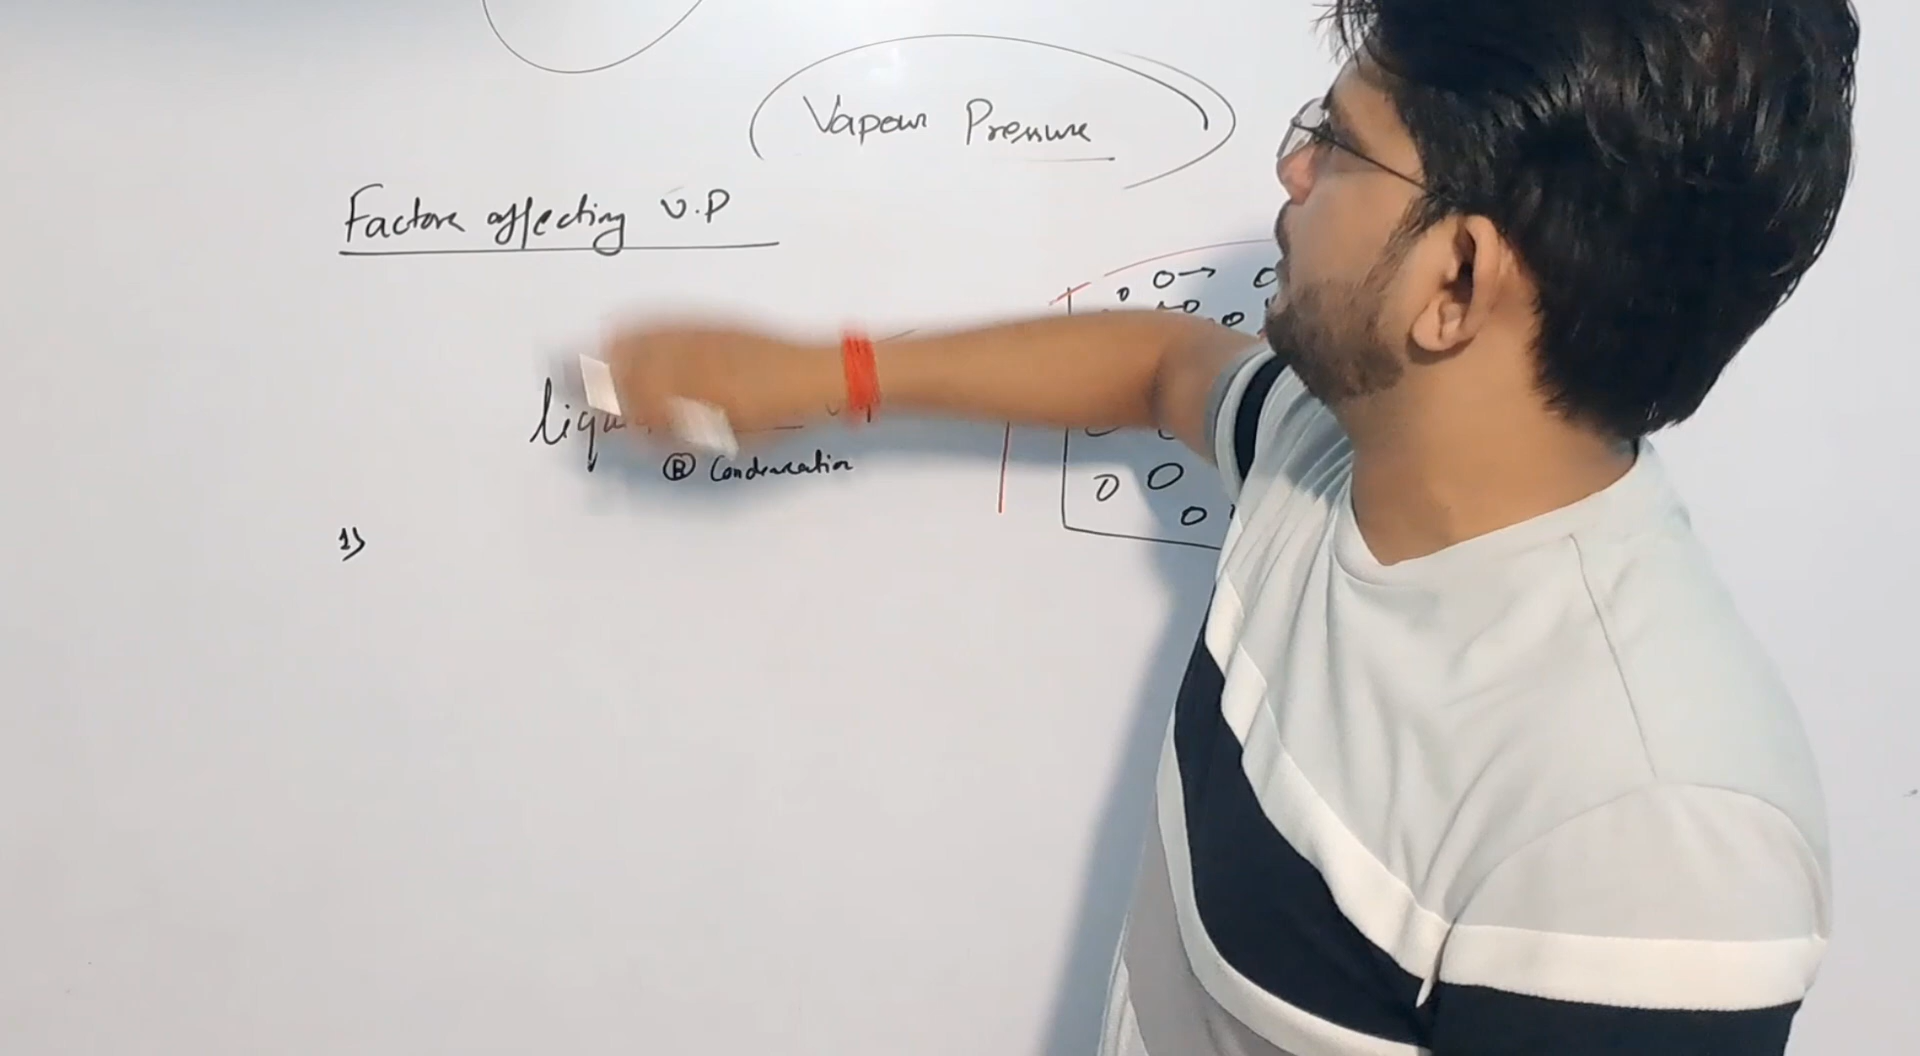 Vapour Pressure
Factors affecting V.P
Ⓑ Condensation
1)